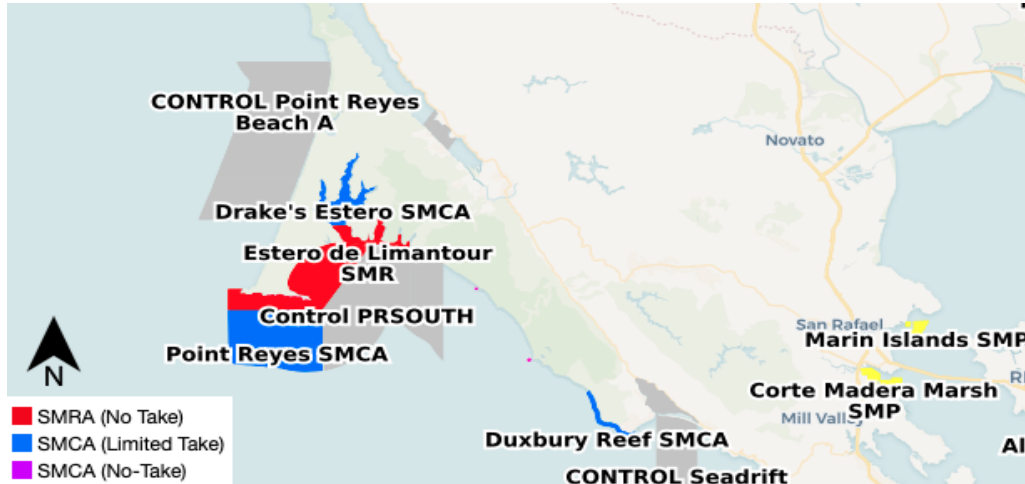 CONTROL Point Reyes
Beach A
Novato
Drake's Estero SMCA
Estero de Limantour
SMR
Control PRSOUTH
San Rafael
Marin Islands SMP
Point Reyes SMCA
N
Corte Madera Marsh
SMP
Mill Valley
SMRA (No Take)
SMCA (Limited Take)
SMCA (No-Take)
Duxbury Reef SMCA
CONTROL Seadrift